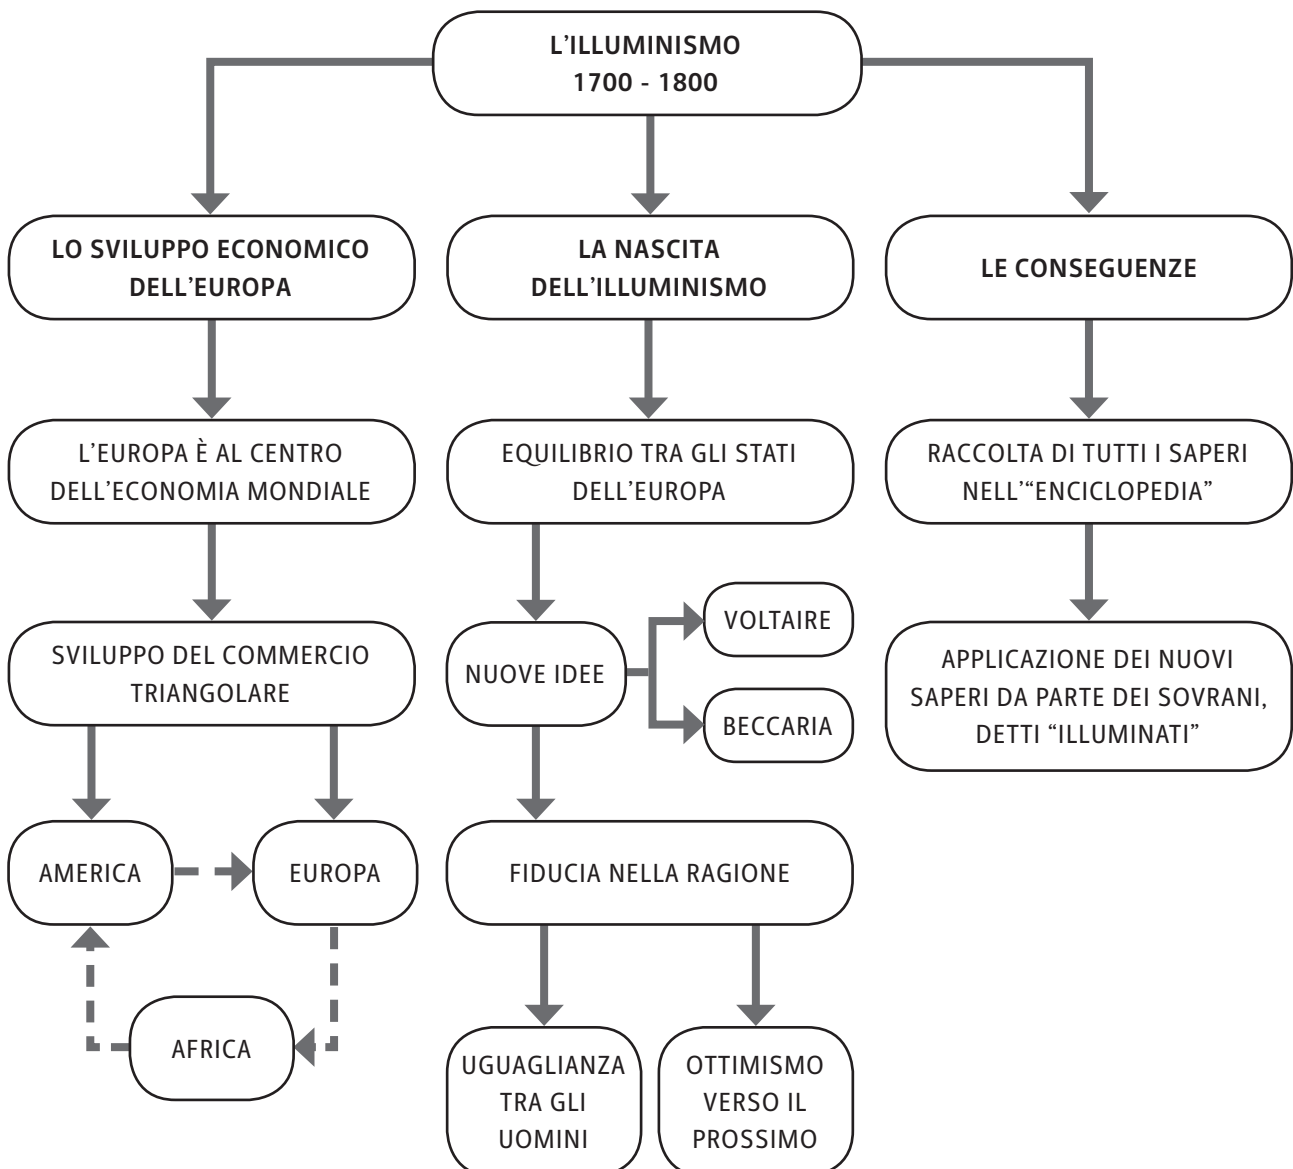 L'ILLUMINISMO
1700 - 1800
LO SVILUPPO ECONOMICO
DELL'EUROPA
LA NASCITA
DELL'ILLUMINISMO
LE CONSEGUENZE
L'EUROPA È AL CENTRO
DELL'ECONOMIA MONDIALE
EQUILIBRIO TRA GLI STATI
DELL'EUROPA
RACCOLTA DI TUTTI I SAPERI
NELL'“ENCICLOPEDIA”
SVILUPPO DEL COMMERCIO
TRIANGOLARE
NUOVE IDEE
VOLTAIRE
BECCARIA
APPLICAZIONE DEI NUOVI
SAPERI DA PARTE DEI SOVRANI,
DETTI “ILLUMINATI”
AMERICA
EUROPA
AFRICA
FIDUCIA NELLA RAGIONE
UGUAGLIANZA
TRA GLI
UOMINI
OTTIMISMO
VERSO IL
PROSSIMO